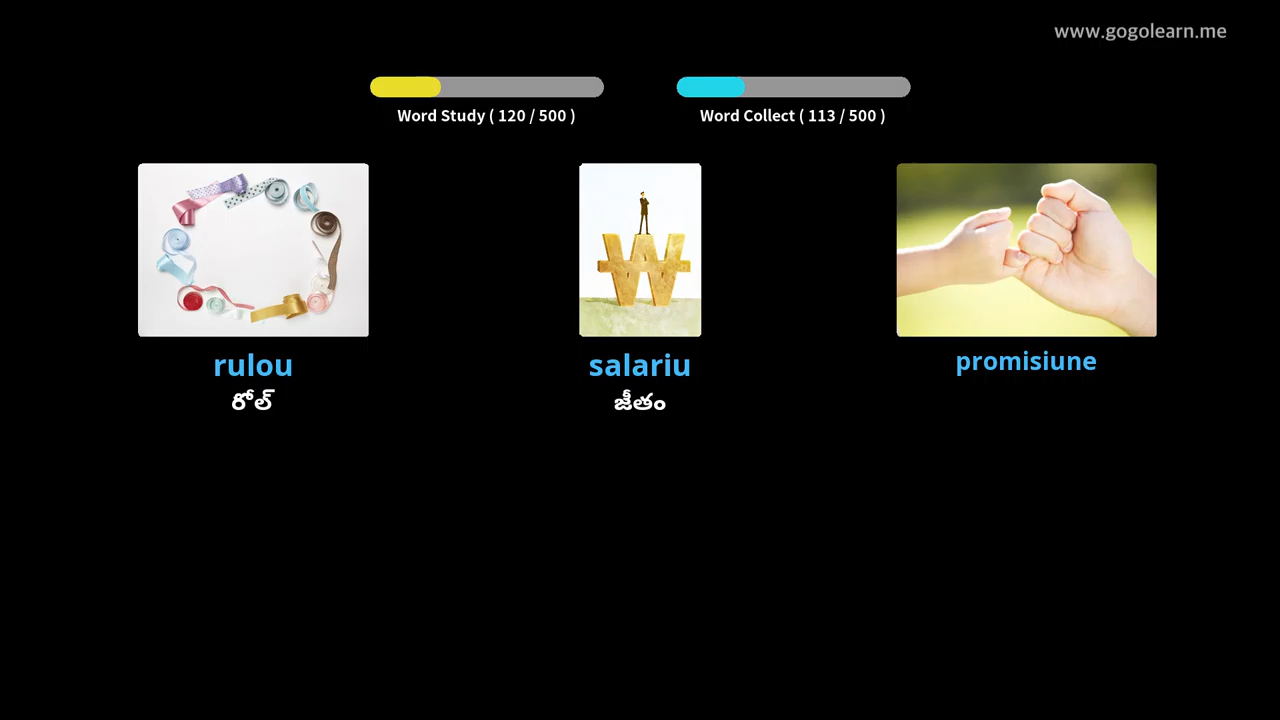 www.gogolearn.me
Word Study ( 120 / 500 )
Word Collect ( 113 / 500 )
rulou
salariu
promisiune
రోల్
జీతం